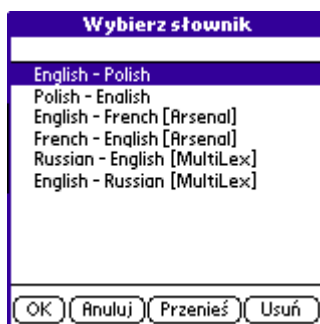 Wybierz słownik
English - Polish
Polish - English
English - French [Arsenal]
French - English [Arsenal]
Russian - English [MultiLex]
English - Russian [MultiLex]
OK Anuluj Przenieś Usuń